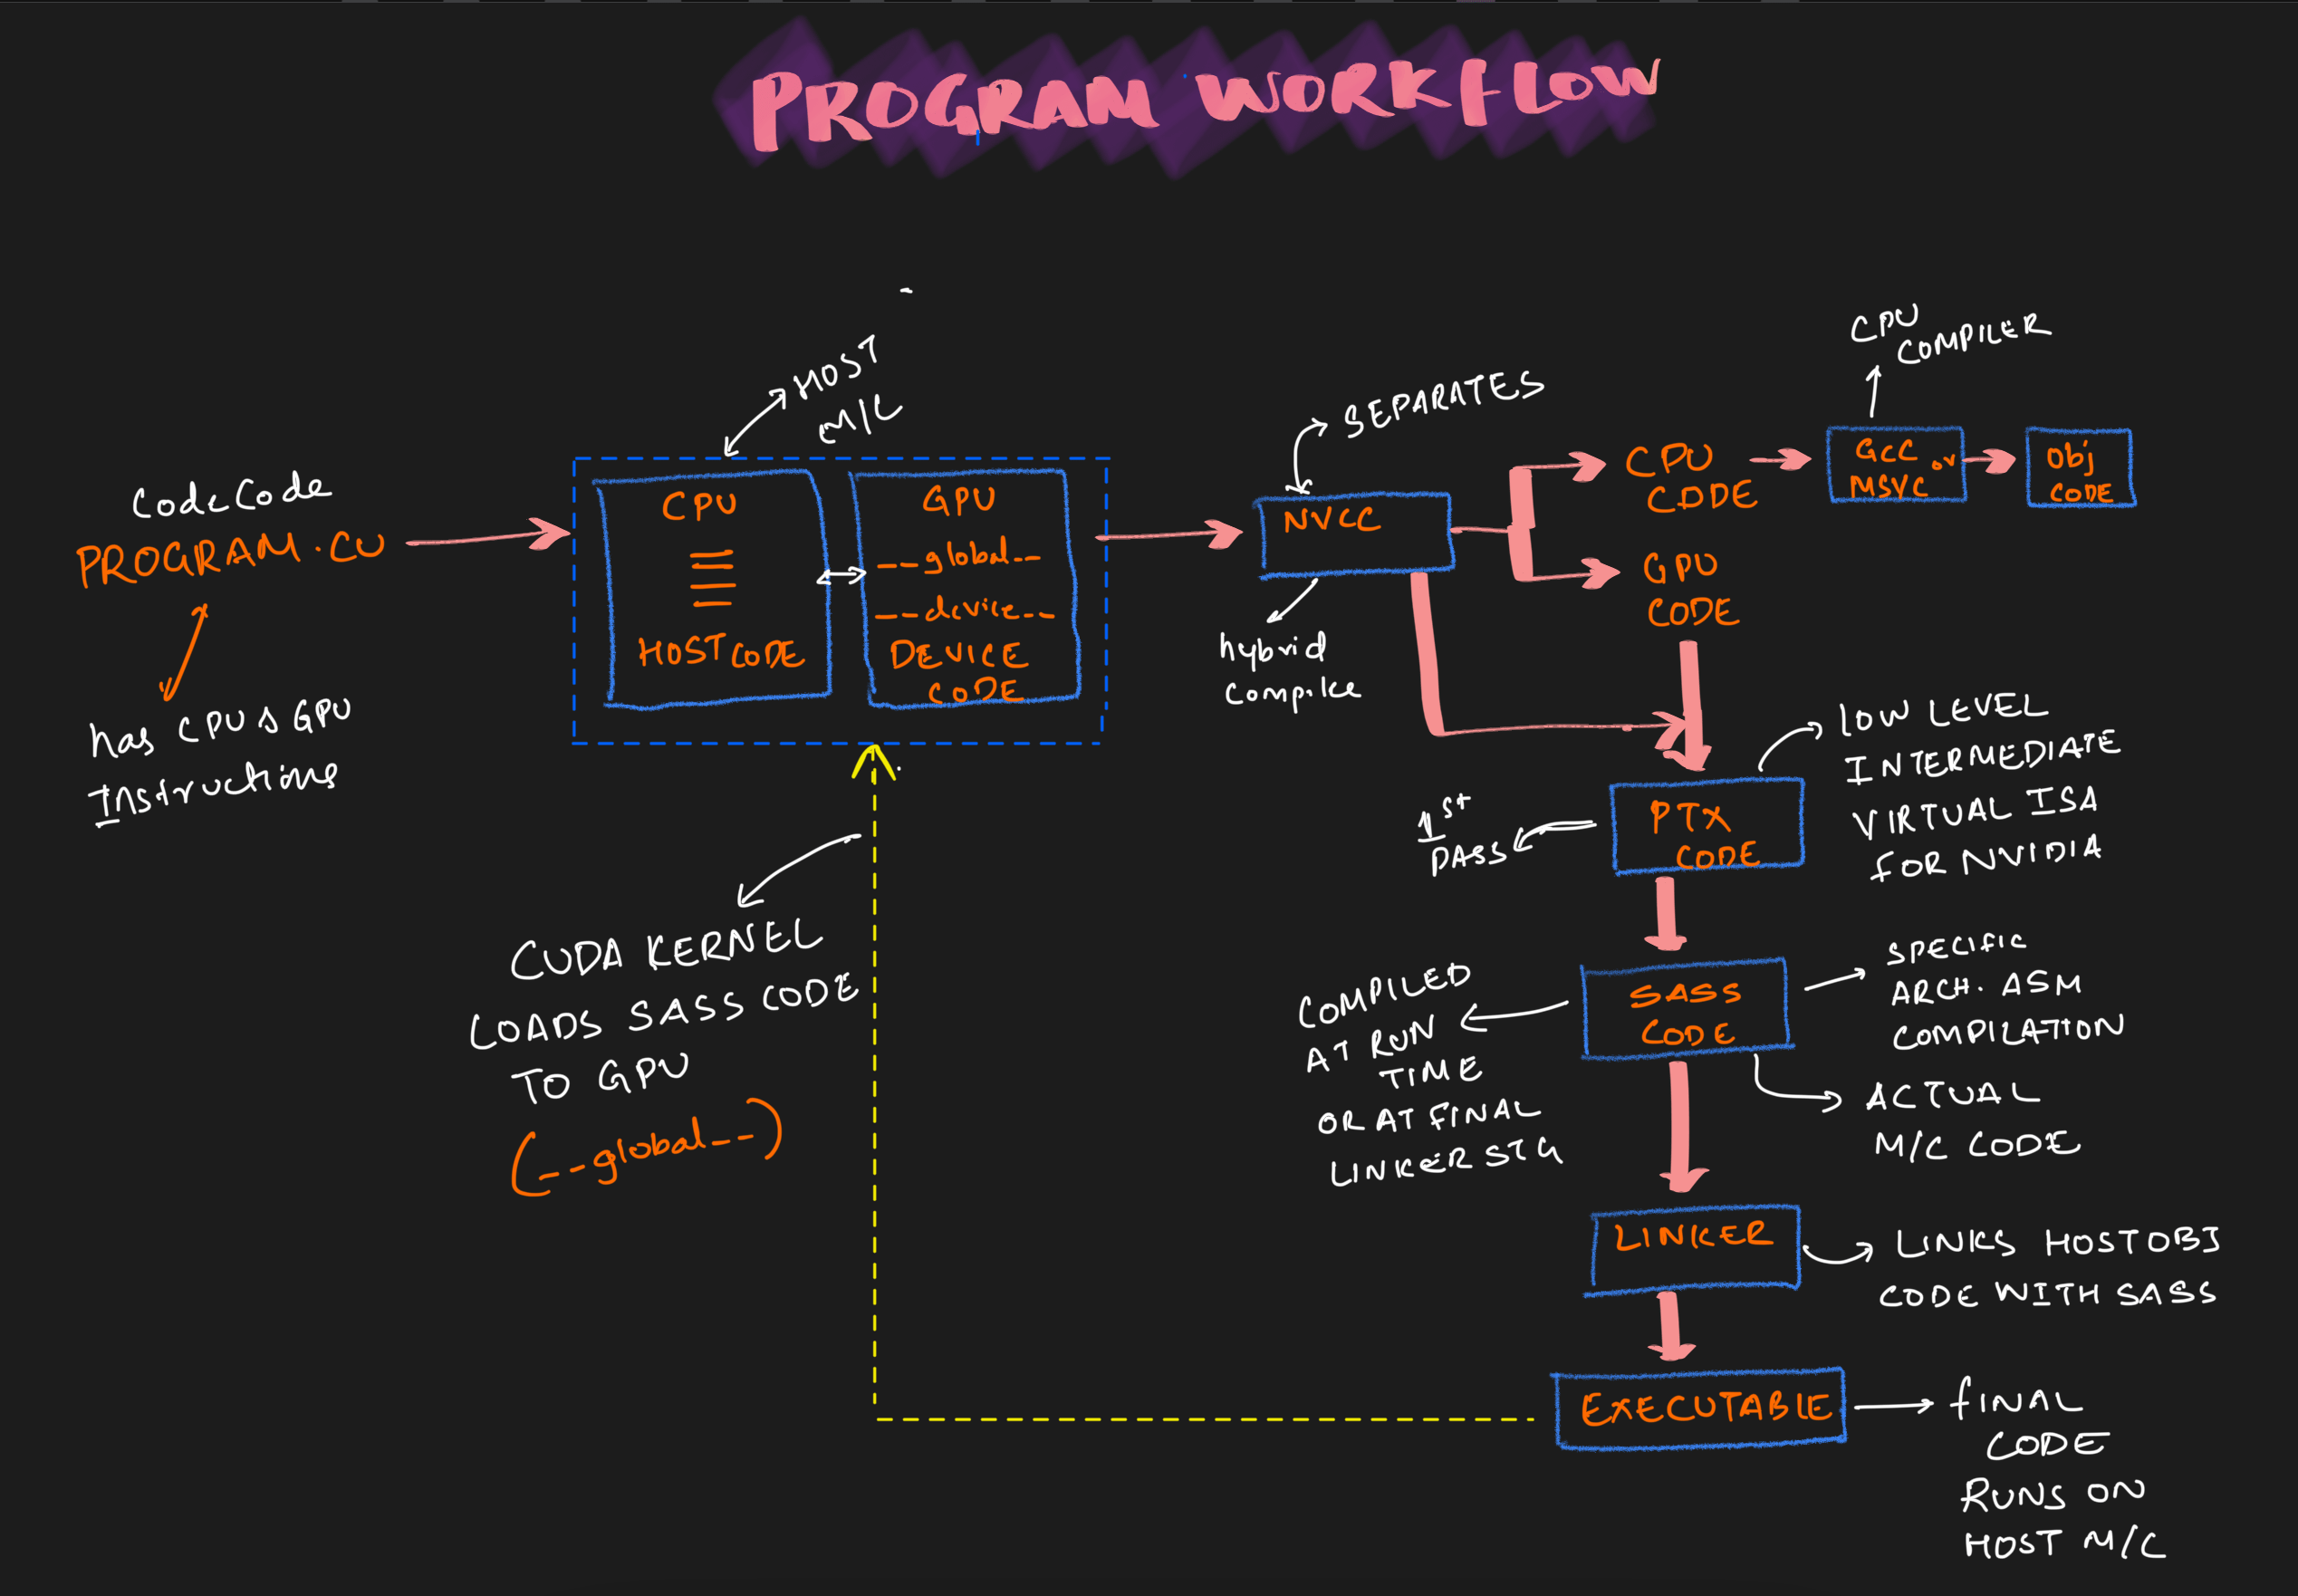 PROGRAM WORKFLOW
CodeCode
PROGRAM.CU
has CPU & GPU
Instructions
HOST
M/C
CPU
HOST CODE
GPU
__global__
__device__
DEVICE
CODE
SEPARATES
NVCC
hybrid
CPU
CODE
GPU
CODE
CPU
COMPILER
GCC or
MSVC
Obj
CODE
1st
PASS
PTX
CODE
LOW LEVEL
INTERMEDIATE
VIRTUAL ISA
FOR NVIDIA
COMPILED
AT RUN
TIME
OR AT FINAL
LINKER STG
SASS
CODE
SPECIFIC
ARCH. ASM
COMPILATION
ACTUAL
M/C CODE
LINKER
LINKS HOST OBJ
CODE WITH SASS
EXECUTABLE
FINAL
CODE
RUNS ON
HOST M/C
CUDA KERNEL
LOADS SASS CODE
TO GPU
(__global__)